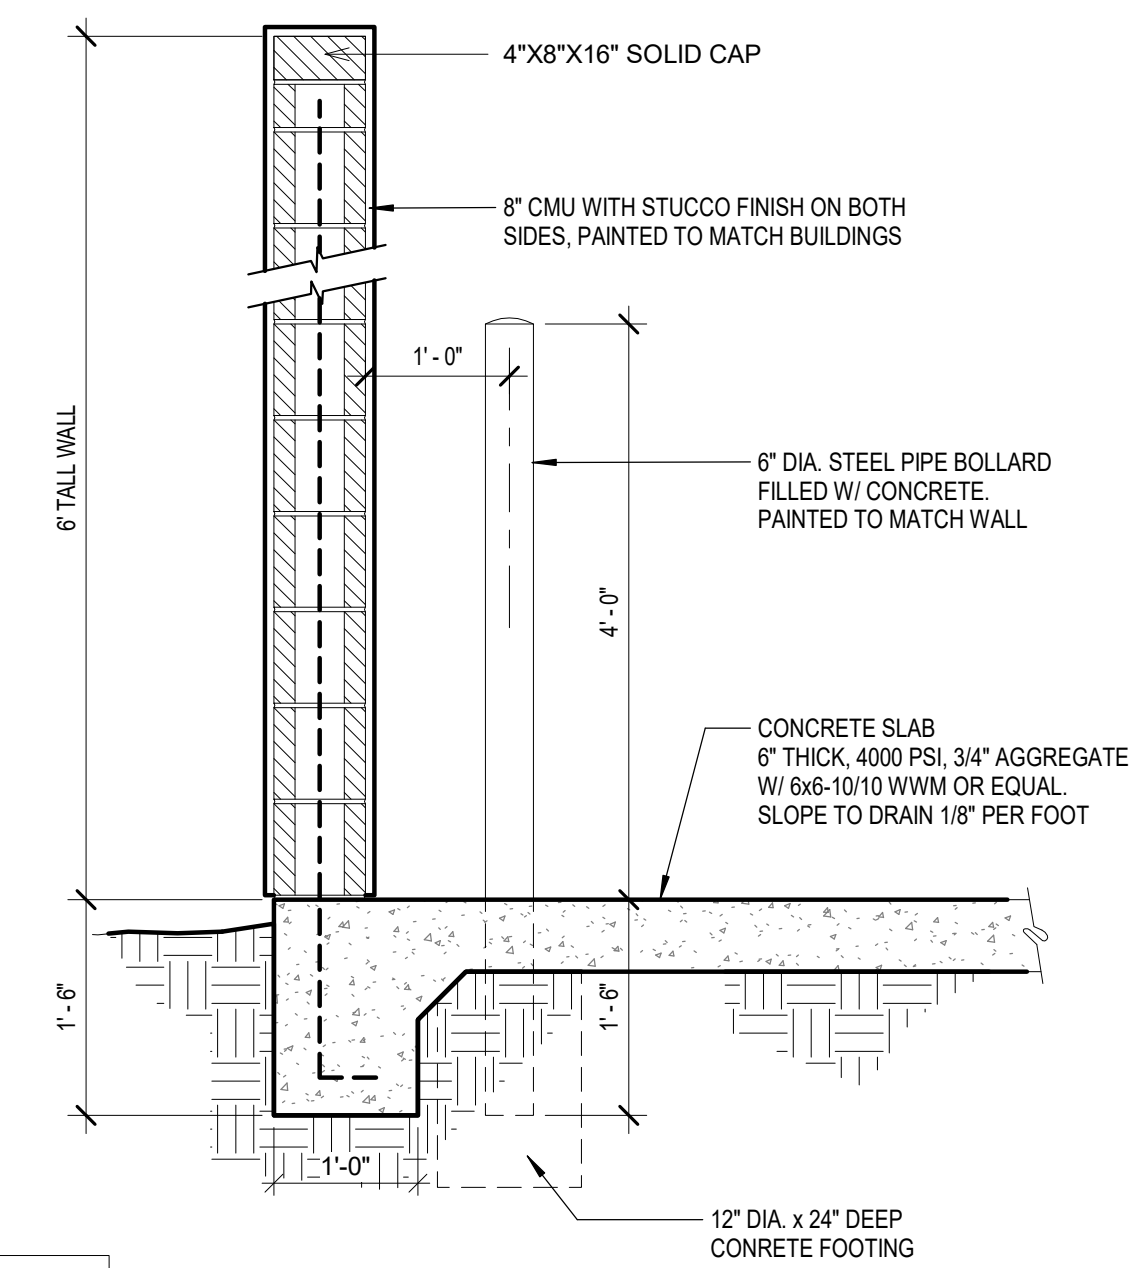 4"X8"X16" SOLID CAP
8" CMU WITH STUCCO FINISH ON BOTH
SIDES, PAINTED TO MATCH BUILDINGS
1' - 0"
6' TALL WALL
6" DIA. STEEL PIPE BOLLARD
FILLED W/ CONCRETE.
PAINTED TO MATCH WALL
4' - 0"
CONCRETE SLAB
6" THICK, 4000 PSI, 3/4" AGGREGATE
W/ 6x6-10/10 WWM OR EQUAL.
SLOPE TO DRAIN 1/8" PER FOOT
1' - 6"
1' - 6"
1'-0"
12" DIA. x 24" DEEP
CONRETE FOOTING